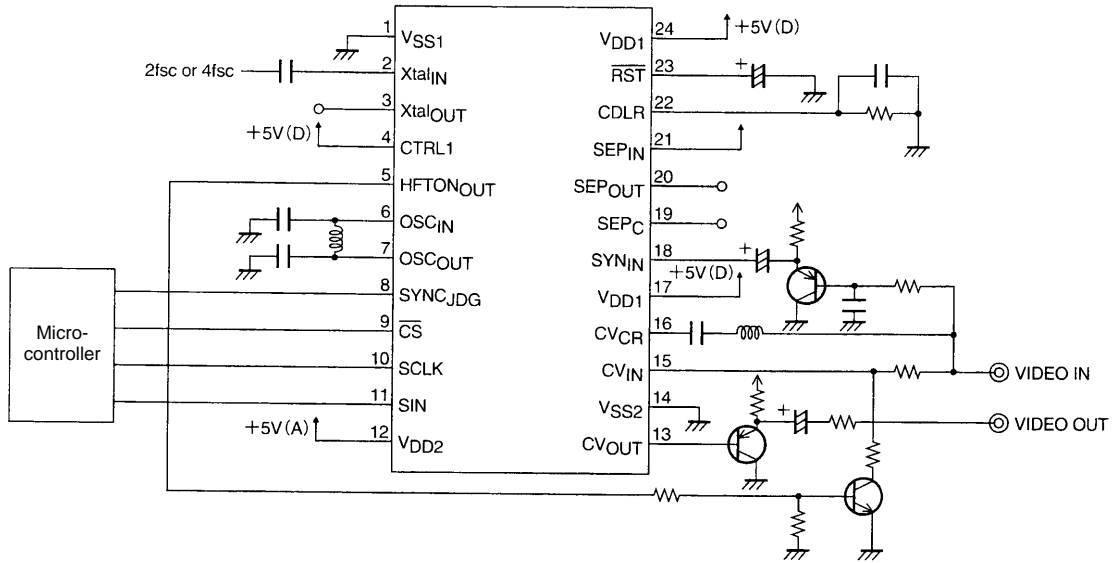 1 VSS1
2fsc or 4fsc 2 XtalIN
3 XtalOUT
+5V(D) 4 CTRL1
5 HFTONOUT
6 OSCIN
7 OSCOUT
8 SYNCJDG
Micro-
controller
9 CS
10 SCLK
11 SIN
+5V(A) 12 VDD2
VDD1 24 +5V(D)
RST 23 +
CDLR 22
SEPIN 21
SEPOUT 20
SEPC 19
SYNIN 18 +
VDD1 17 +5V(D)
CVCR 16
CVIN 15 VIDEO IN
VSS2 14
CVOUT 13 + VIDEO OUT